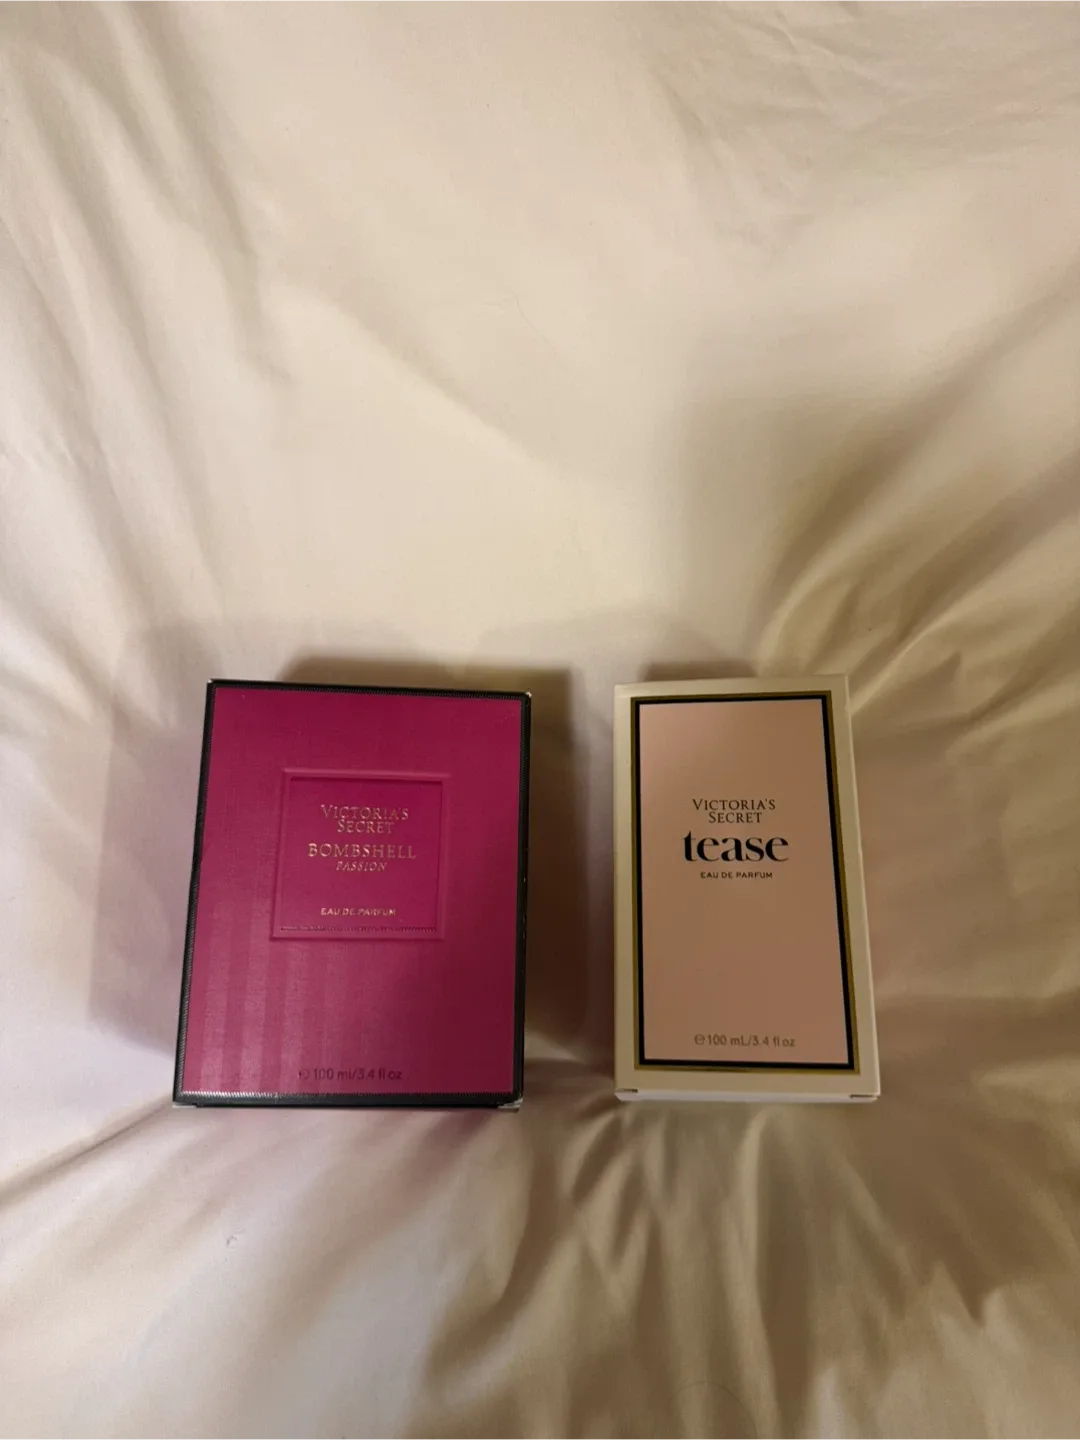 VICTORIA'S
SECRET
BOMBSHELL
PASSION
EAU DE PARFUM
℮ 100 ml/3.4 fl oz
VICTORIA'S
SECRET
tease
EAU DE PARFUM
℮ 100 mL/3.4 fl oz